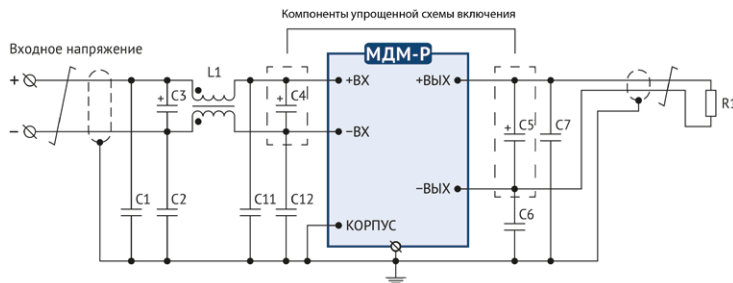 Компоненты упрощенной схемы включения
Входное напряжение
МДМ-Р
L1
+
+ C3
+ C4
+ВХ
+ВЫХ
−
−ВХ
+ C5
C7
R1
−ВЫХ
C1
C2
C11
C12
КОРПУС
C6